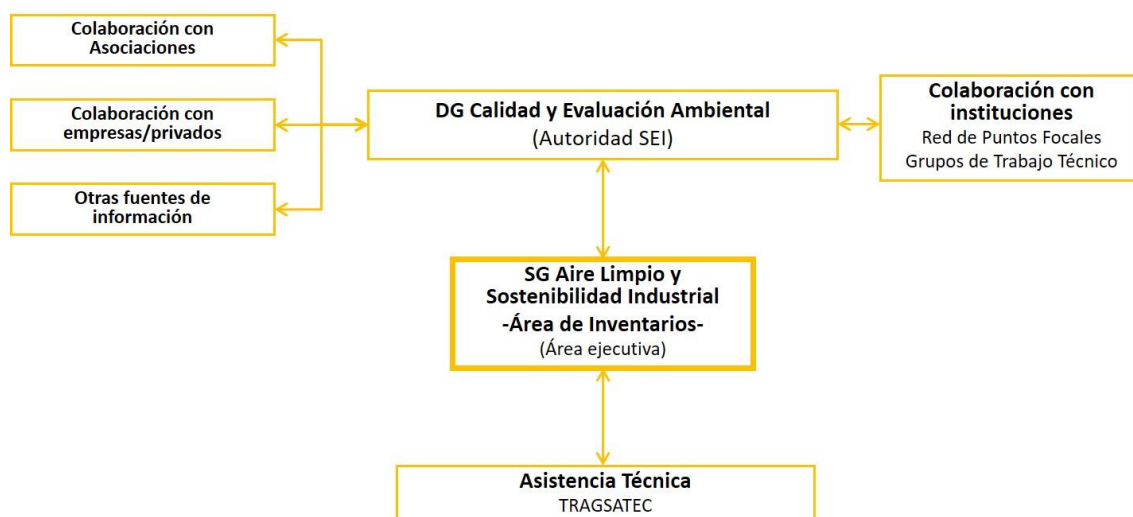 Colaboración con
Asociaciones
Colaboración con
empresas/privados
Otras fuentes de
información
DG Calidad y Evaluación Ambiental
(Autoridad SEI)
Colaboración con
instituciones
Red de Puntos Focales
Grupos de Trabajo Técnico
SG Aire Limpio y
Sostenibilidad Industrial
-Área de Inventarios-
(Área ejecutiva)
Asistencia Técnica
TRAGSATEC